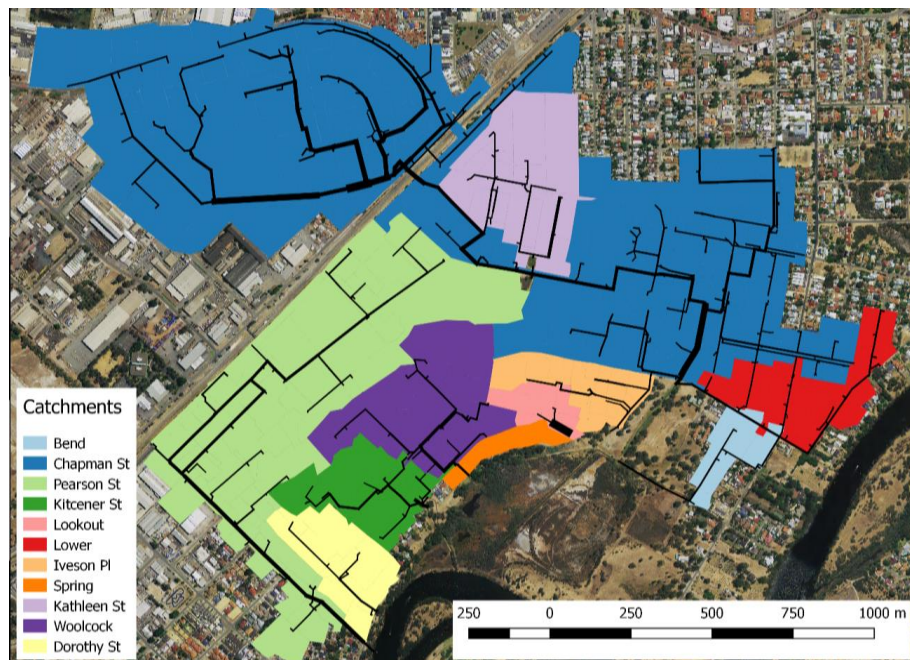 Catchments
Bend
Chapman St
Pearson St
Kitcener St
Lookout
Lower
Iveson Pl
Spring
Kathleen St
Woolcock
Dorothy St
250 0 250 500 750 1000 m